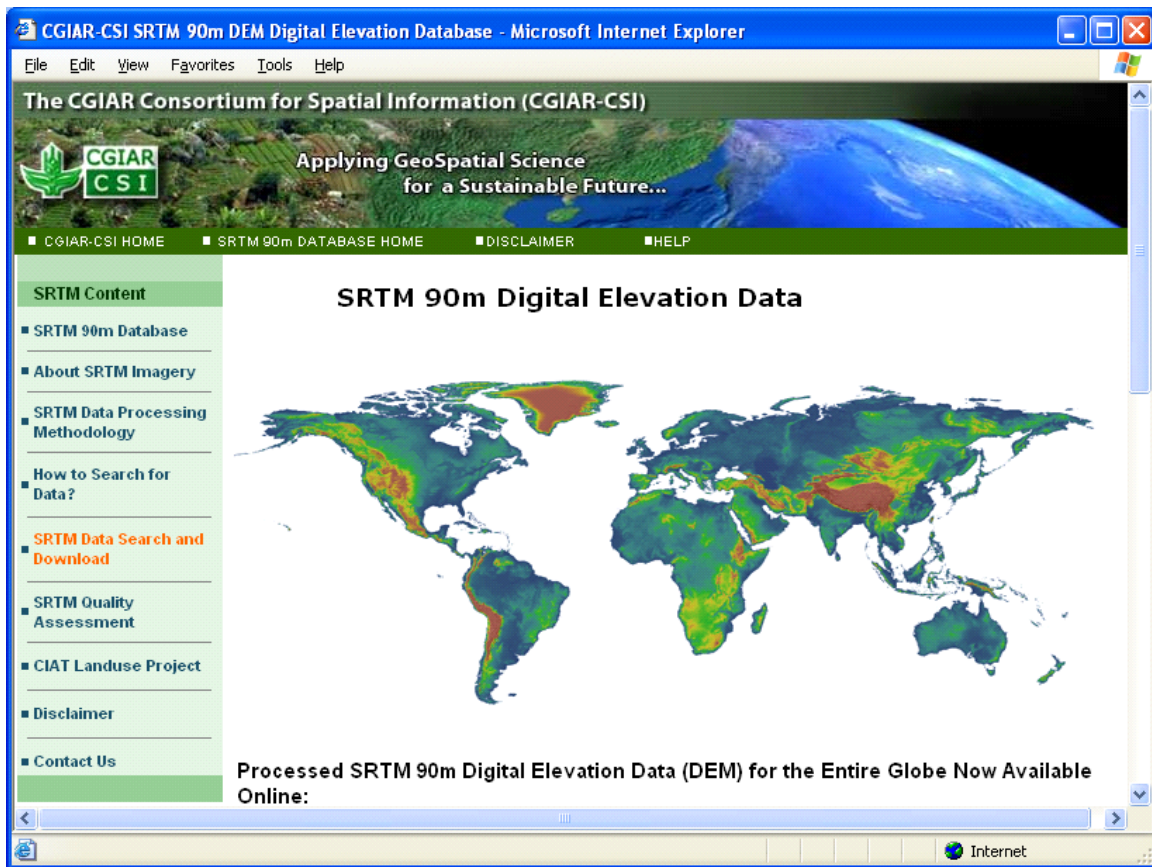 CGIAR-CSI SRTM 90m DEM Digital Elevation Database - Microsoft Internet Explorer
File Edit View Favorites Tools Help
The CGIAR Consortium for Spatial Information (CGIAR-CSI)
CGIAR
CSI
Applying GeoSpatial Science
for a Sustainable Future...
CGIAR-CSI HOME SRTM 90m DATABASE HOME DISCLAIMER HELP
SRTM Content
SRTM 90m Database
About SRTM Imagery
SRTM Data Processing
Methodology
How to Search for
Data?
SRTM Data Search and
Download
SRTM Quality
Assessment
CIAT Landuse Project
Disclaimer
Contact Us
SRTM 90m Digital Elevation Data
Processed SRTM 90m Digital Elevation Data (DEM) for the Entire Globe Now Available
Online:
Internet